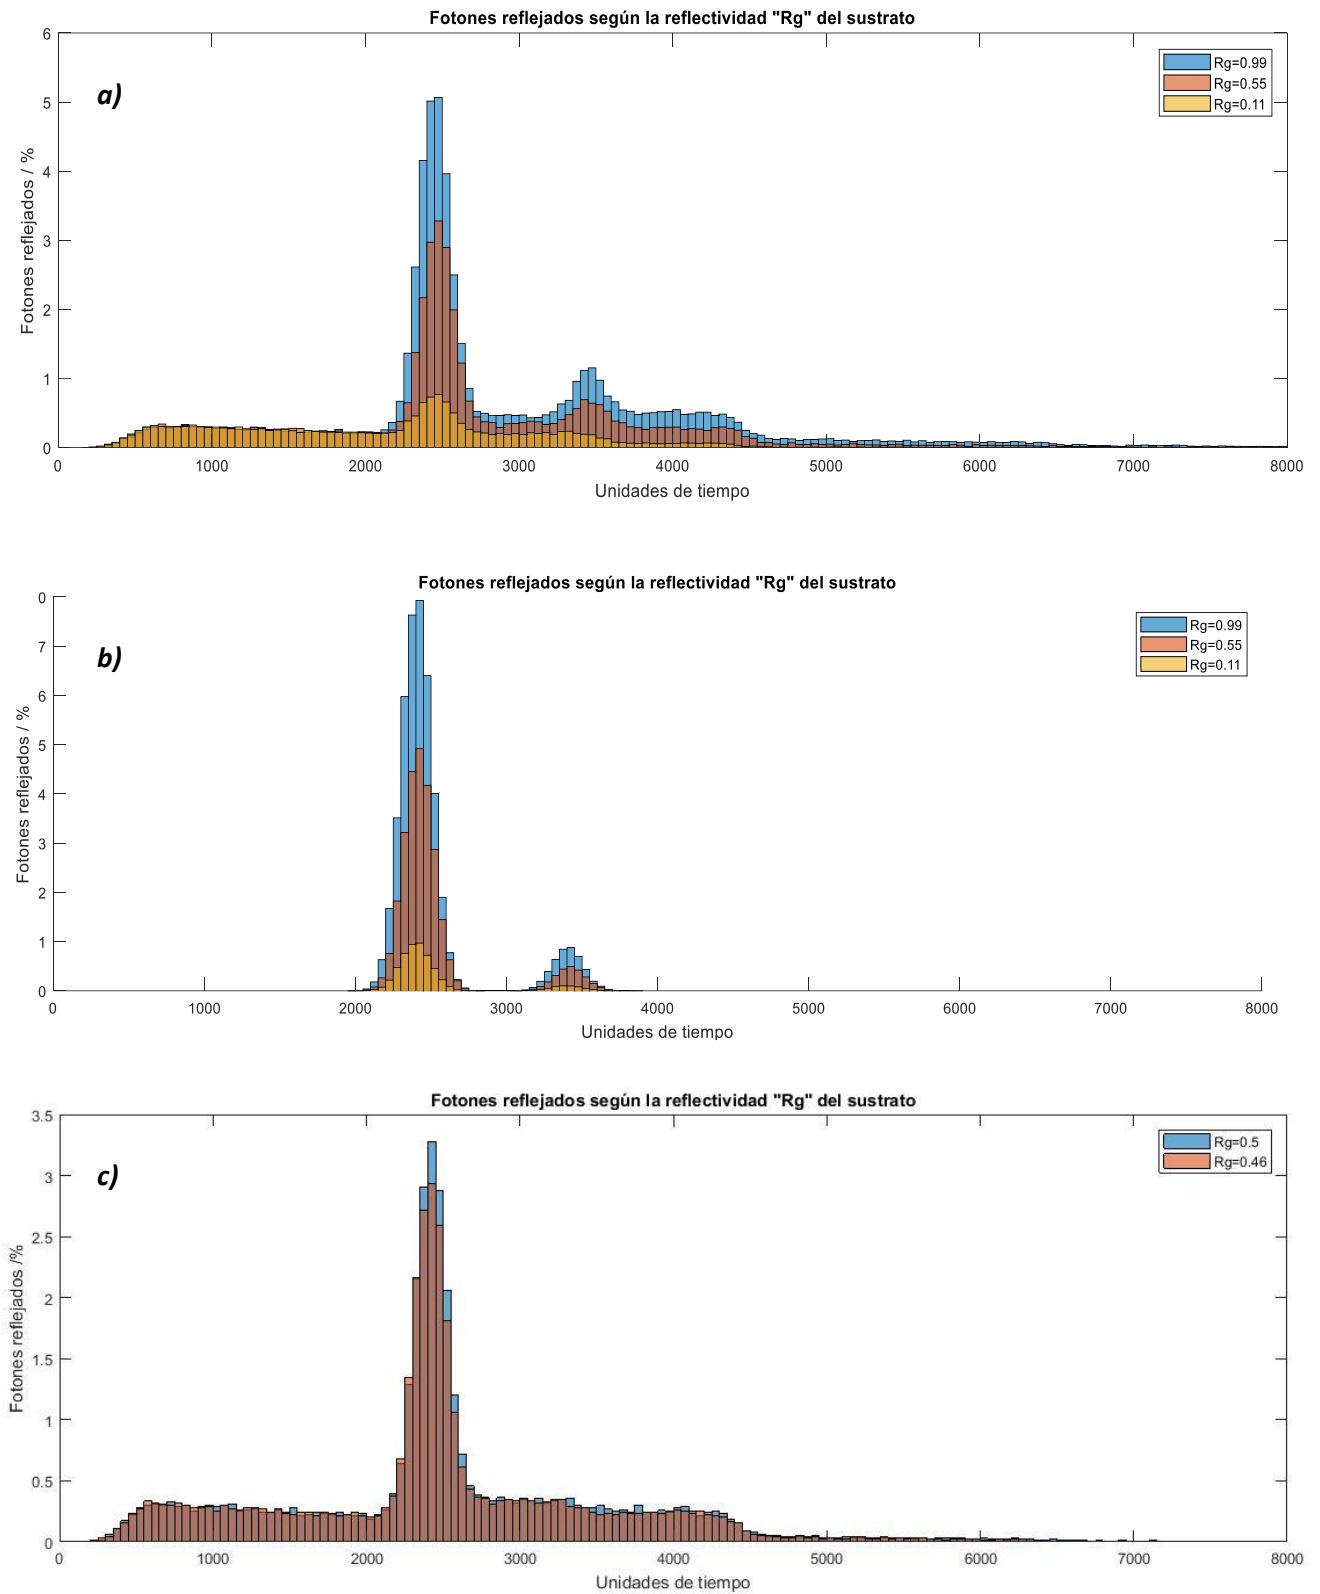 Fotones reflejados según la reflectividad "Rg" del sustrato
a)
Rg=0.99
Rg=0.55
Rg=0.11
Fotones reflejados / %
6
5
4
3
2
1
0
0 1000 2000 3000 4000 5000 6000 7000 8000
Unidades de tiempo
Fotones reflejados según la reflectividad "Rg" del sustrato
b)
Rg=0.99
Rg=0.55
Rg=0.11
Fotones reflejados / %
0
7
6
5
4
3
2
1
0
0 1000 2000 3000 4000 5000 6000 7000 8000
Unidades de tiempo
Fotones reflejados según la reflectividad "Rg" del sustrato
c)
Rg=0.5
Rg=0.46
Fotones reflejados /%
3.5
3
2.5
2
1.5
1
0.5
0
0 1000 2000 3000 4000 5000 6000 7000 8000
Unidades de tiempo